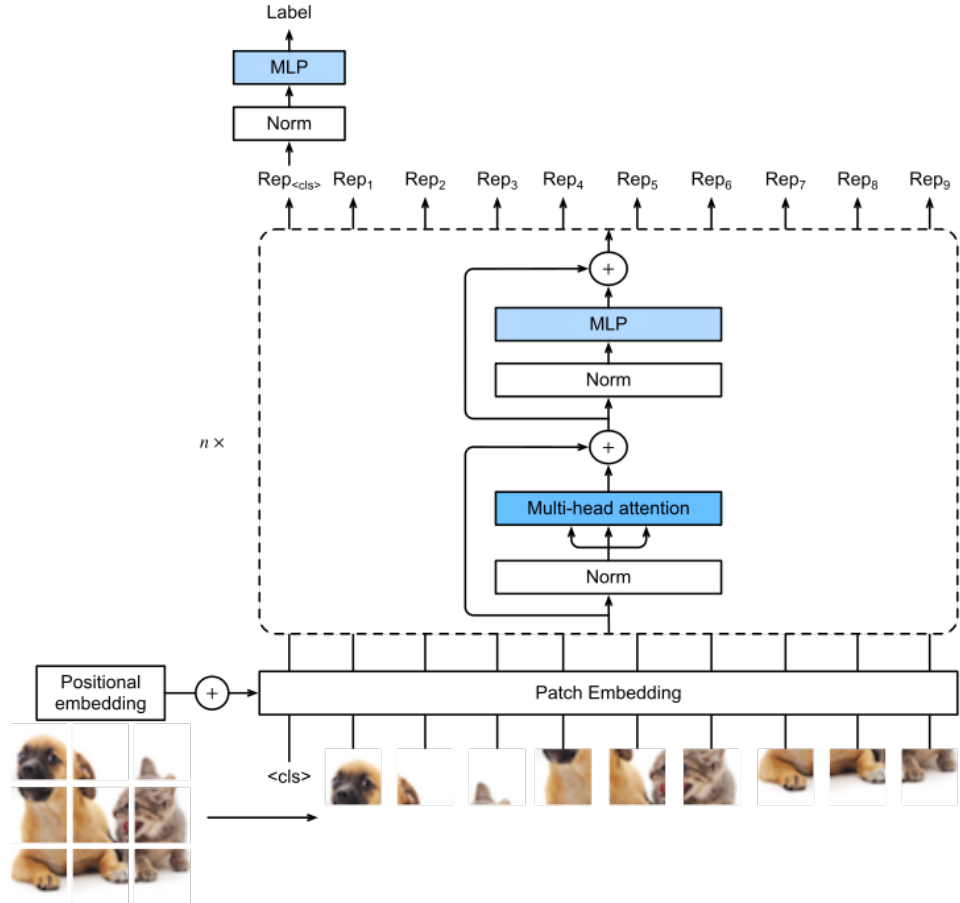 Label
MLP
Norm
Rep<cls> Rep1 Rep2 Rep3 Rep4 Rep5 Rep6 Rep7 Rep8 Rep9
+
MLP
Norm
n ×
+
Multi-head attention
Norm
Positional
embedding
+
Patch Embedding
<cls>